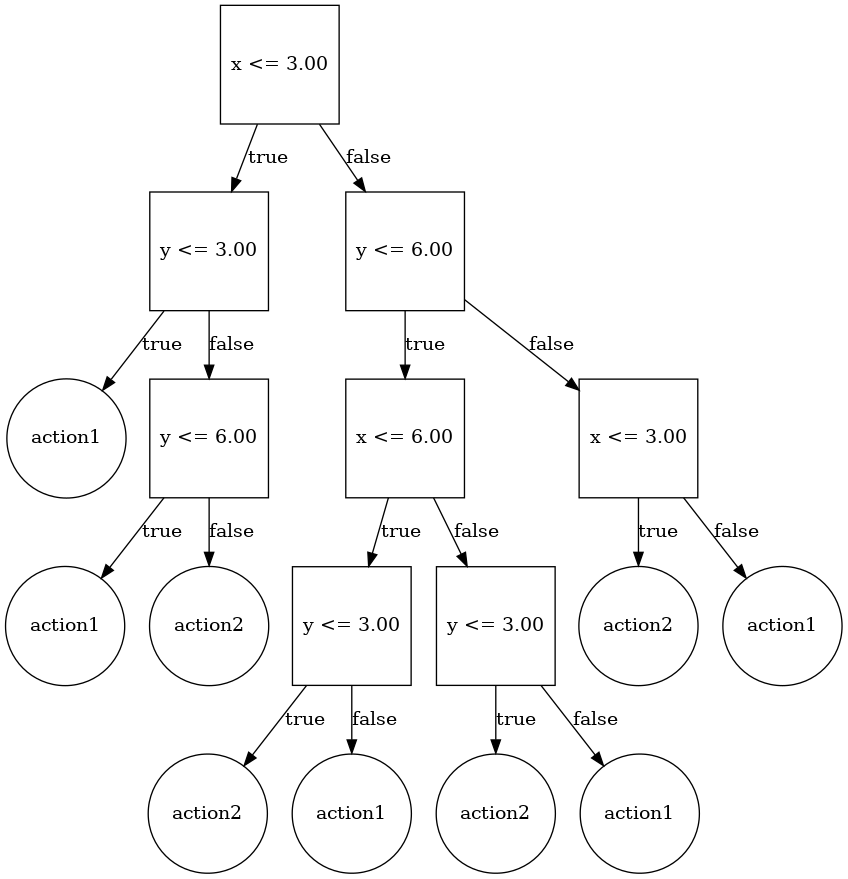 x <= 3.00
true
false
y <= 3.00
y <= 6.00
true
false
true
false
action1
y <= 6.00
x <= 6.00
x <= 3.00
true
false
true
false
true
false
action1
action2
y <= 3.00
y <= 3.00
action2
action1
true
false
true
false
action2
action1
action2
action1